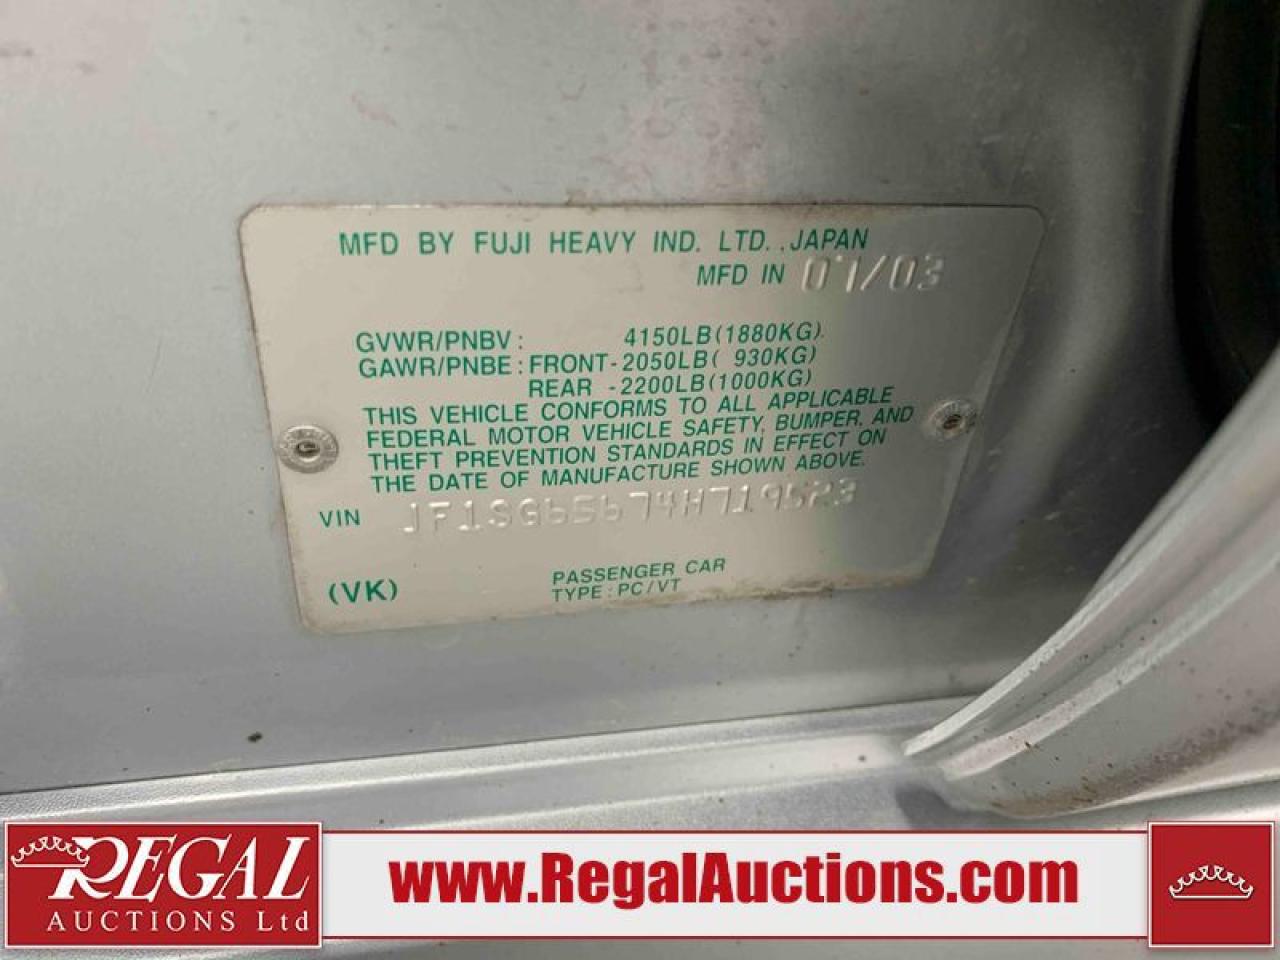 MFD BY FUJI HEAVY IND. LTD., JAPAN
MFD IN 07/03
GVWR/PNBV: 4150LB(1880KG)
GAWR/PNBE: FRONT-2050LB( 930KG)
REAR -2200LB(1000KG)
THIS VEHICLE CONFORMS TO ALL APPLICABLE
FEDERAL MOTOR VEHICLE SAFETY, BUMPER, AND
THEFT PREVENTION STANDARDS IN EFFECT ON
THE DATE OF MANUFACTURE SHOWN ABOVE.
VIN JF1SG65674H719523
(VK) PASSENGER CAR
TYPE: PC/VT
REGAL
AUCTIONS Ltd
www.RegalAuctions.com